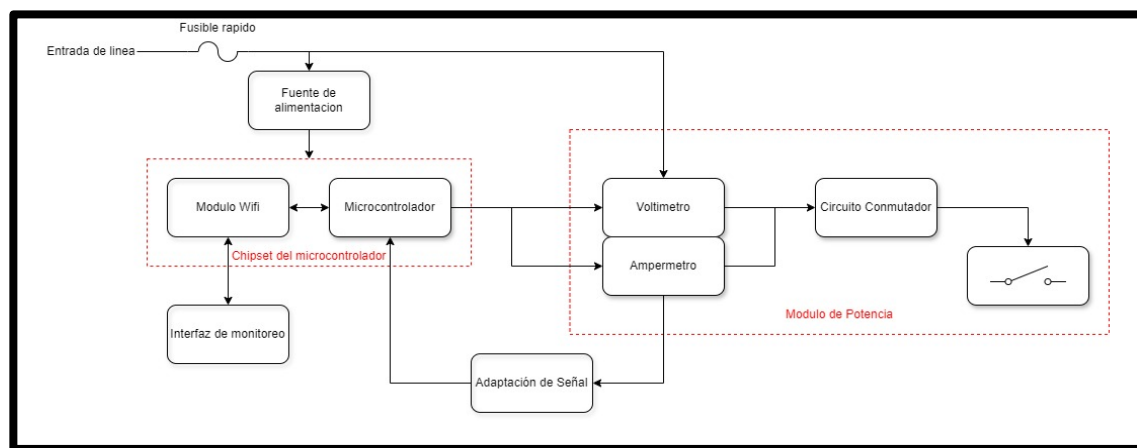 Fusible rapido
Entrada de linea
Fuente de
alimentacion
Modulo Wifi
Microcontrolador
Voltimetro
Circuito Conmutador
Chipset del microcontrolador
Ampermetro
Modulo de Potencia
Interfaz de monitoreo
Adaptación de Señal